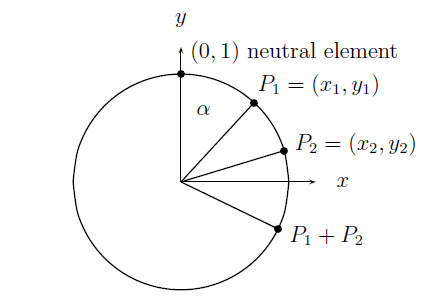 y
(0, 1) neutral element
P₁ = (x₁, y₁)
α
P₂ = (x₂, y₂)
x
P₁ + P₂